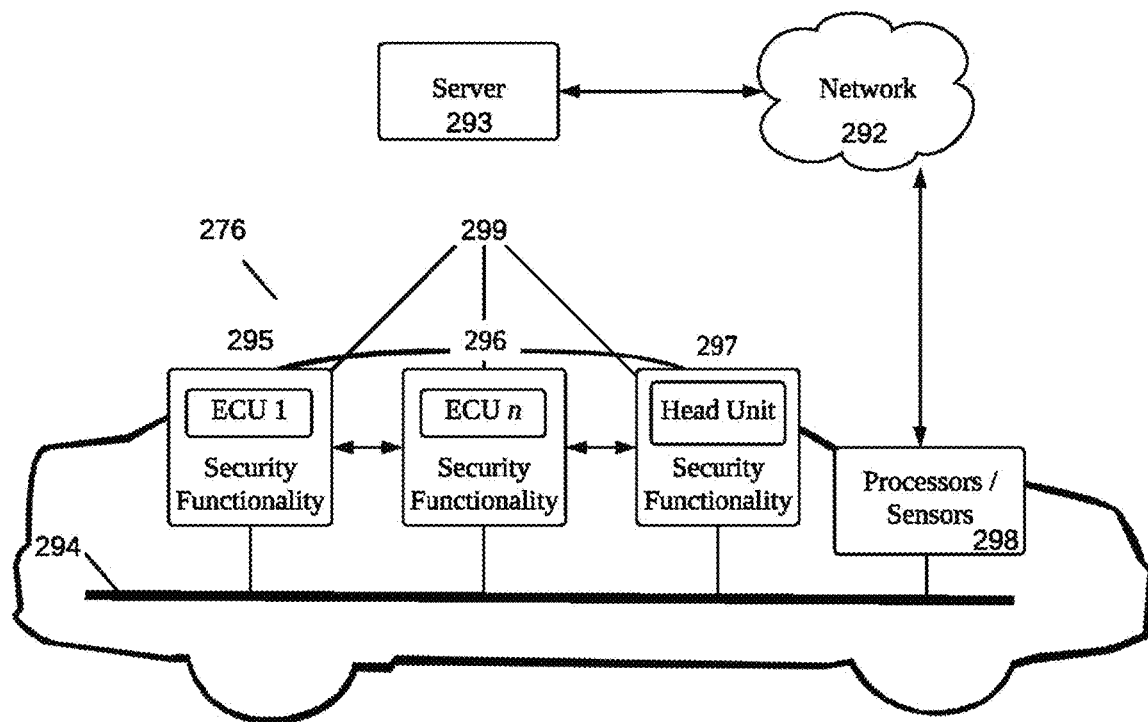 Server
293
Network
292
276
299
295
296
297
ECU 1
Security
Functionality
ECU n
Security
Functionality
Head Unit
Security
Functionality
Processors /
Sensors
298
294